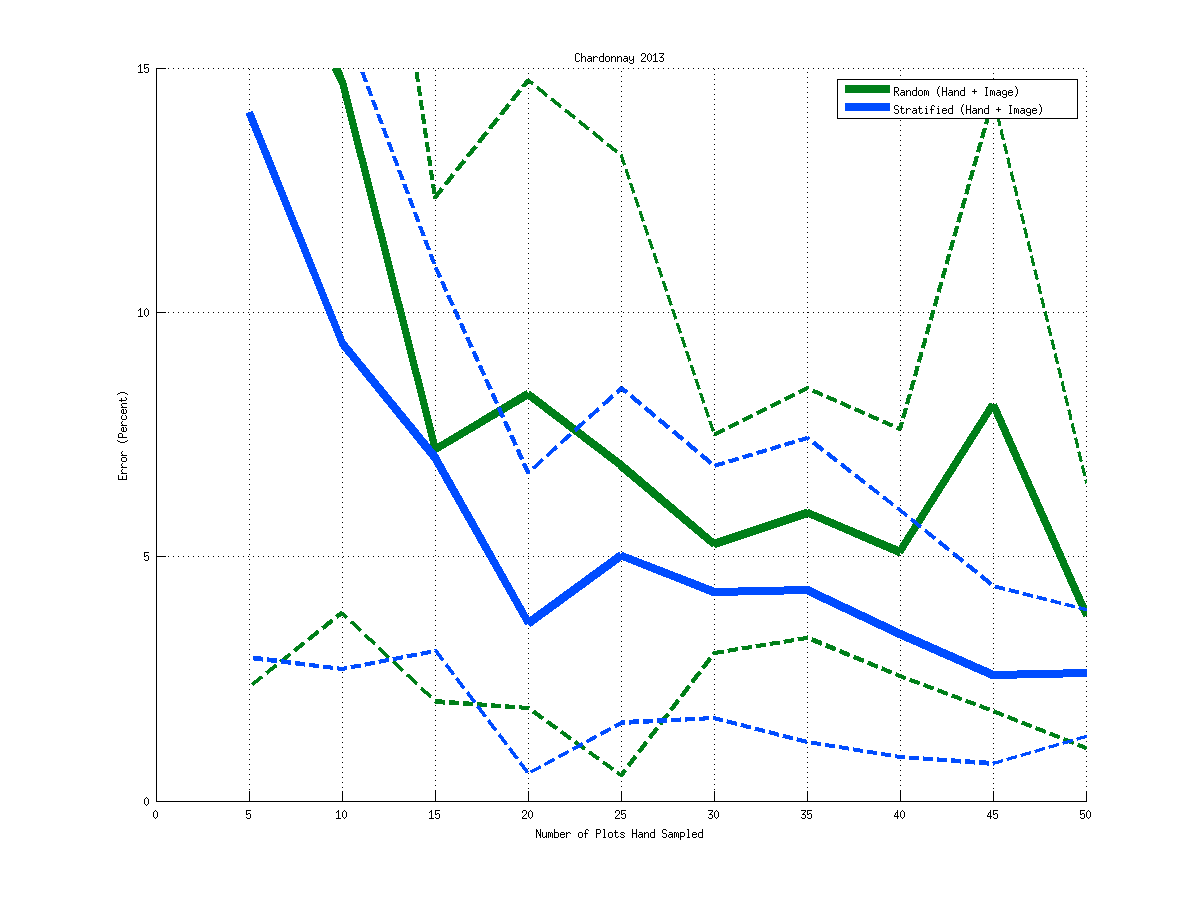 Chardonnay 2013
Random (Hand + Image)
Stratified (Hand + Image)
15
10
5
0
Error (Percent)
0 5 10 15 20 25 30 35 40 45 50
Number of Plots Hand Sampled